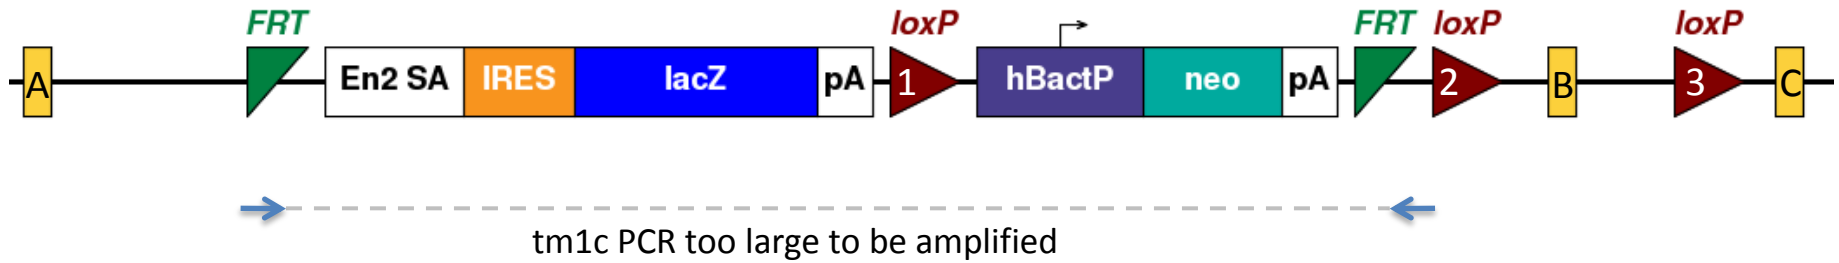 FRT loxP FRT loxP loxP
A En2 SA IRES lacZ pA 1 hBactP neo pA 2 B 3 C
tm1c PCR too large to be amplified